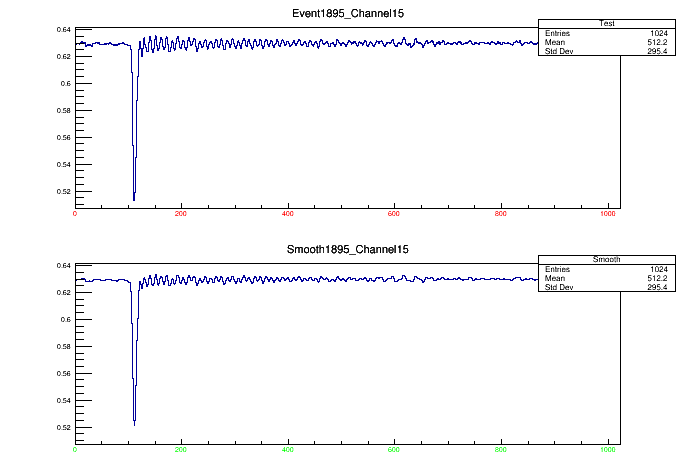 Event1895_Channel15
Test
Entries 1024
Mean 512.2
Std Dev 295.4
0.64
0.62
0.6
0.58
0.56
0.54
0.52
0 200 400 600 800 1000
Smooth1895_Channel15
Smooth
Entries 1024
Mean 512.2
Std Dev 295.4
0.64
0.62
0.6
0.58
0.56
0.54
0.52
0 200 400 600 800 1000